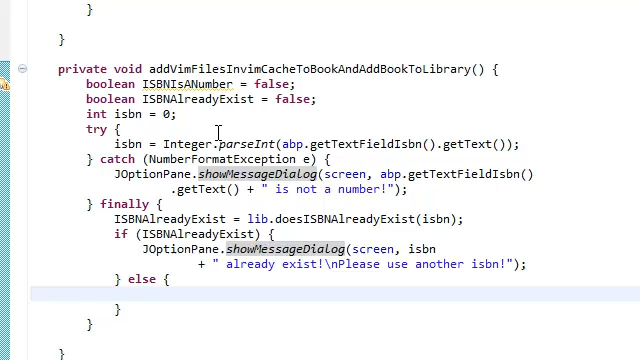 }
}
private void addVimFilesInvimCacheToBookAndAddBookToLibrary() {
boolean ISBNIsANumber = false;
boolean ISBNAlreadyExist = false;
int isbn = 0;
try {
isbn = Integer.parseInt(abp.getTextFieldIsbn().getText());
} catch (NumberFormatException e) {
JOptionPane.showMessageDialog(screen, abp.getTextFieldIsbn()
.getText() + " is not a number!");
} finally {
ISBNAlreadyExist = lib.doesISBNAlreadyExist(isbn);
if (ISBNAlreadyExist) {
JOptionPane.showMessageDialog(screen, isbn
+ " already exist!\nPlease use another isbn!");
} else {
}
}
}